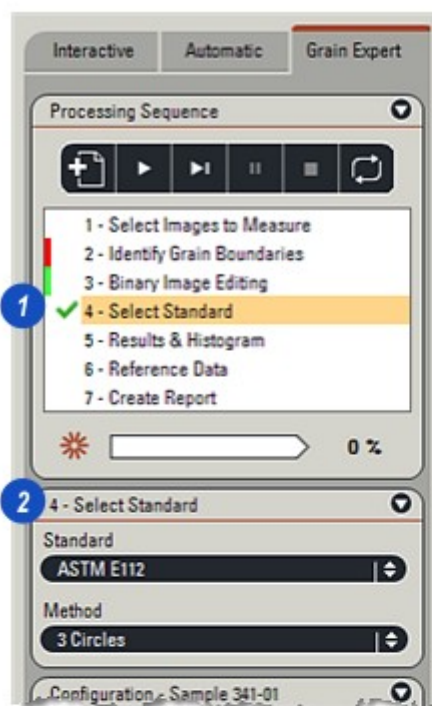 Interactive Automatic Grain Expert
Processing Sequence
1 - Select Images to Measure
2 - Identify Grain Boundaries
3 - Binary Image Editing
1
4 - Select Standard
5 - Results & Histogram
6 - Reference Data
7 - Create Report
0 %
2
4 - Select Standard
Standard
ASTM E112
Method
3 Circles
Configuration - Sample 341-01